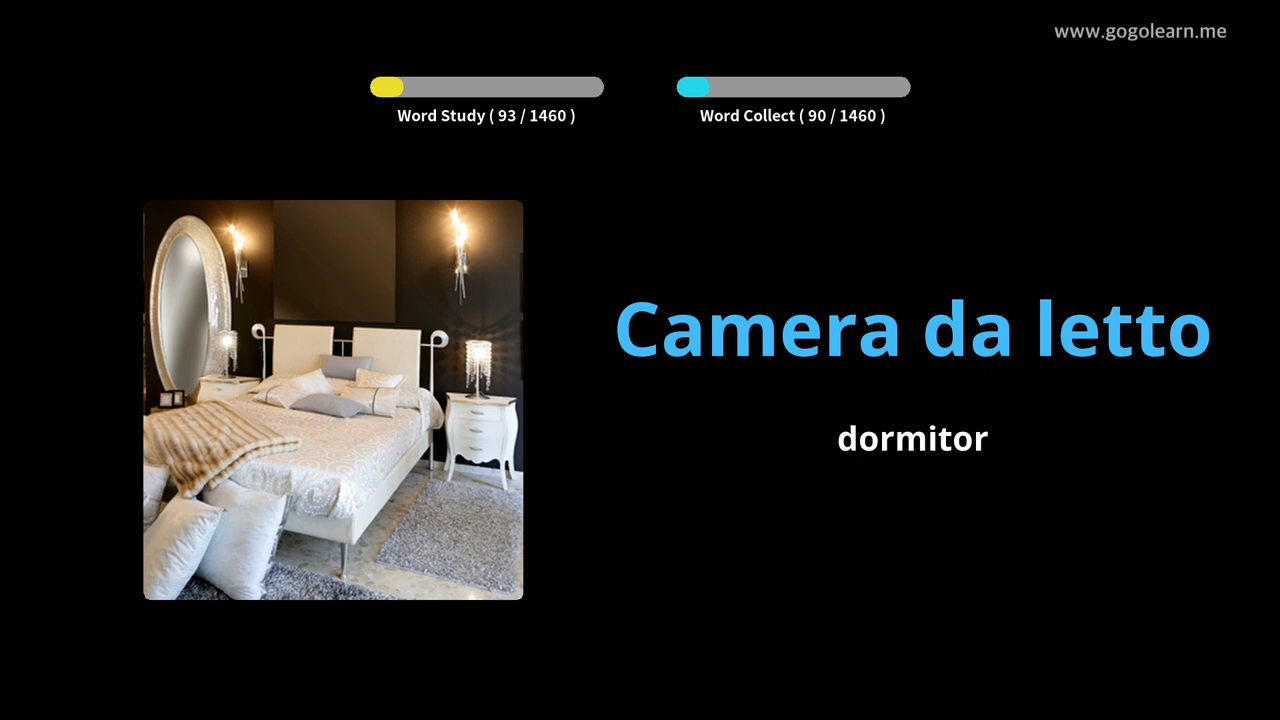 www.gogolearn.me
Word Study ( 93 / 1460 )
Word Collect ( 90 / 1460 )
Camera da letto
dormitor